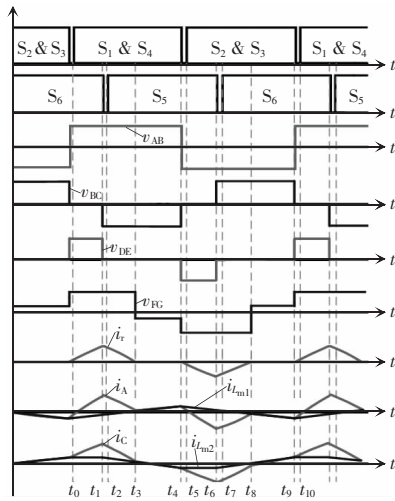 S2 & S3 S1 & S4 S2 & S3 S1 & S4
t
S6 S5 S6 S5
t
vAB
t
vBC
t
vDE
t
vFG
t
ir
t
iA iLm1
t
iC iLm2
t
t0 t1 t2 t3 t4 t5 t6 t7 t8 t9 t10